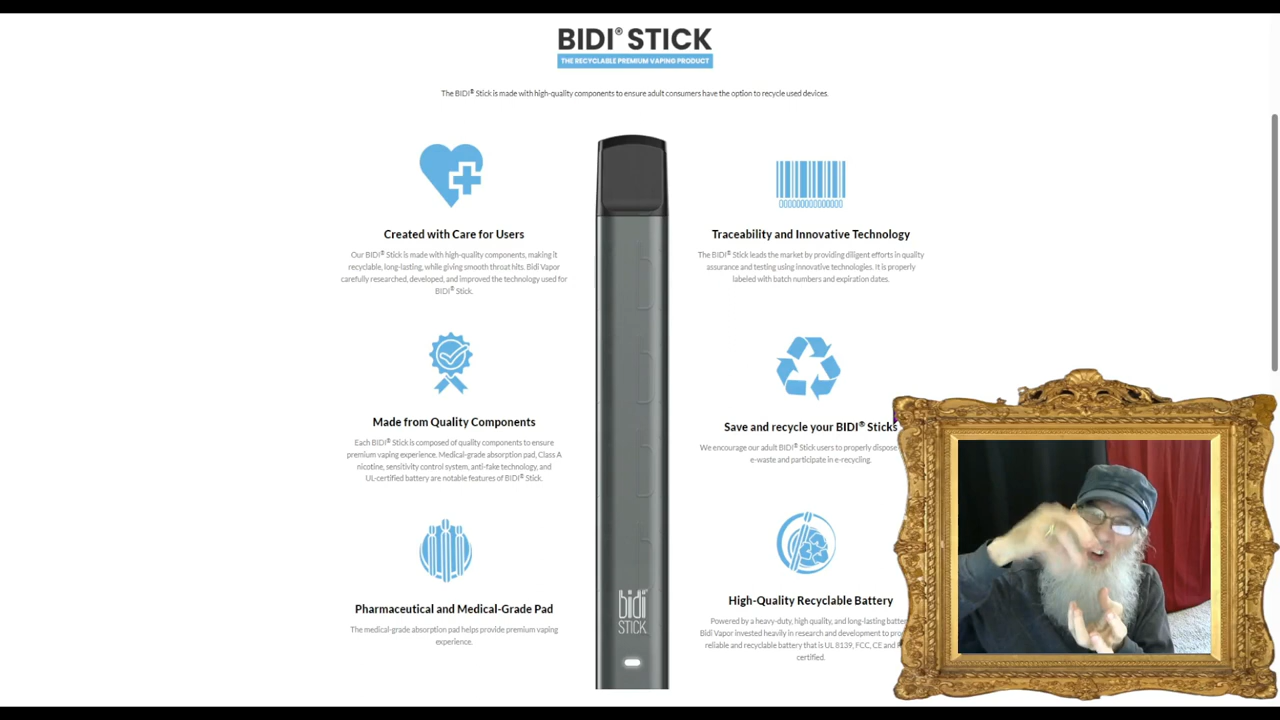 BIDI® STICK
THE RECYCLABLE PREMIUM VAPING PRODUCT
The BIDI® Stick is made with high-quality components to ensure adult consumers have the option to recycle used devices.
Created with Care for Users
Our BIDI® Stick is made with high-quality components, making it
recyclable, long-lasting, while giving smooth throat hits. Bidi Vapor
carefully researched, developed, and improved the technology used for
BIDI® Stick.
Made from Quality Components
Each BIDI® Stick is composed of quality components to ensure
premium vaping experience. Medical-grade absorption pad, Class A
nicotine, sensitivity control system, anti-fake technology, and
UL-certified battery are notable features of BIDI® Stick.
Pharmaceutical and Medical-Grade Pad
The medical-grade absorption pad helps provide premium vaping
experience.
bidi®
STICK
00000000000000
Traceability and Innovative Technology
The BIDI® Stick leads the market by providing diligent efforts in quality
assurance and testing using innovative technologies. It is properly
labeled with batch numbers and expiration dates.
Save and recycle your BIDI® Sticks
We encourage our adult BIDI® Stick users to properly dispose
e-waste and participate in e-recycling.
High-Quality Recyclable Battery
Powered by a heavy-duty, high quality, and long-lasting
Bidi Vapor invested heavily in research and development to
reliable and recyclable battery that is UL 8139, FCC, CE and
certified.